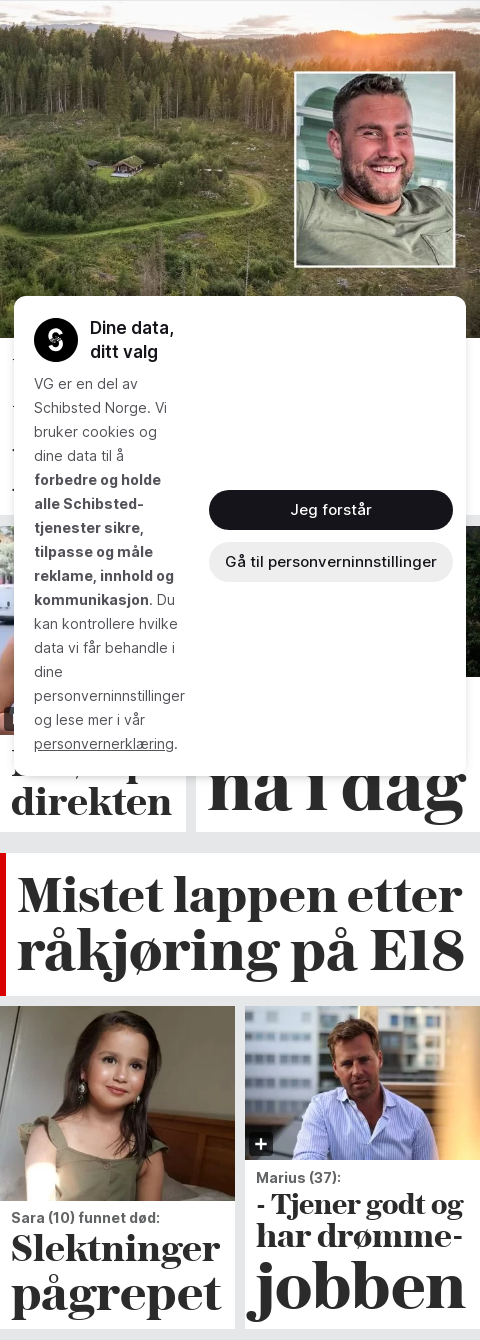 Dine data,
ditt valg
VG er en del av
Schibsted Norge. Vi
bruker cookies og
dine data til å
forbedre og holde
alle Schibsted-
tjenester sikre,
tilpasse og måle
reklame, innhold og
kommunikasjon. Du
kan kontrollere hvilke
data vi får behandle i
dine
personverninnstillinger
og lese mer i vår
personvernerklæring.
Jeg forstår
Gå til personverninnstillinger
direkten
nå i dag
Mistet lappen etter
råkjøring på E18
Sara (10) funnet død:
Slektninger
pågrepet
Marius (37):
- Tjener godt og
har drømme-
jobben